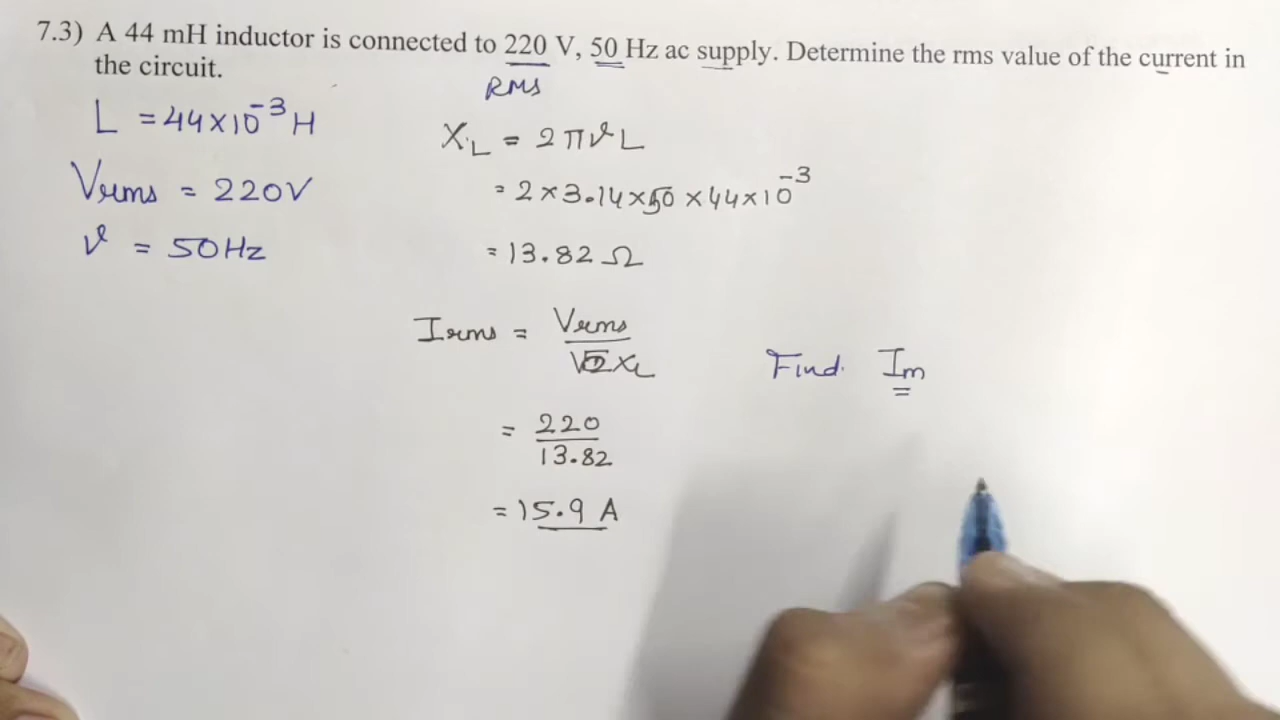 7.3) A 44 mH inductor is connected to 220 V, 50 Hz ac supply. Determine the rms value of the current in
the circuit.
RMS
L = 44×10⁻³ H
Vrms = 220V
ν = 50Hz
X_L = 2πνL
= 2×3.14×50×44×10⁻³
= 13.82 Ω
Irms = Vrms / √2 X_L
= 220 / 13.82
= 15.9 A
Find. Im